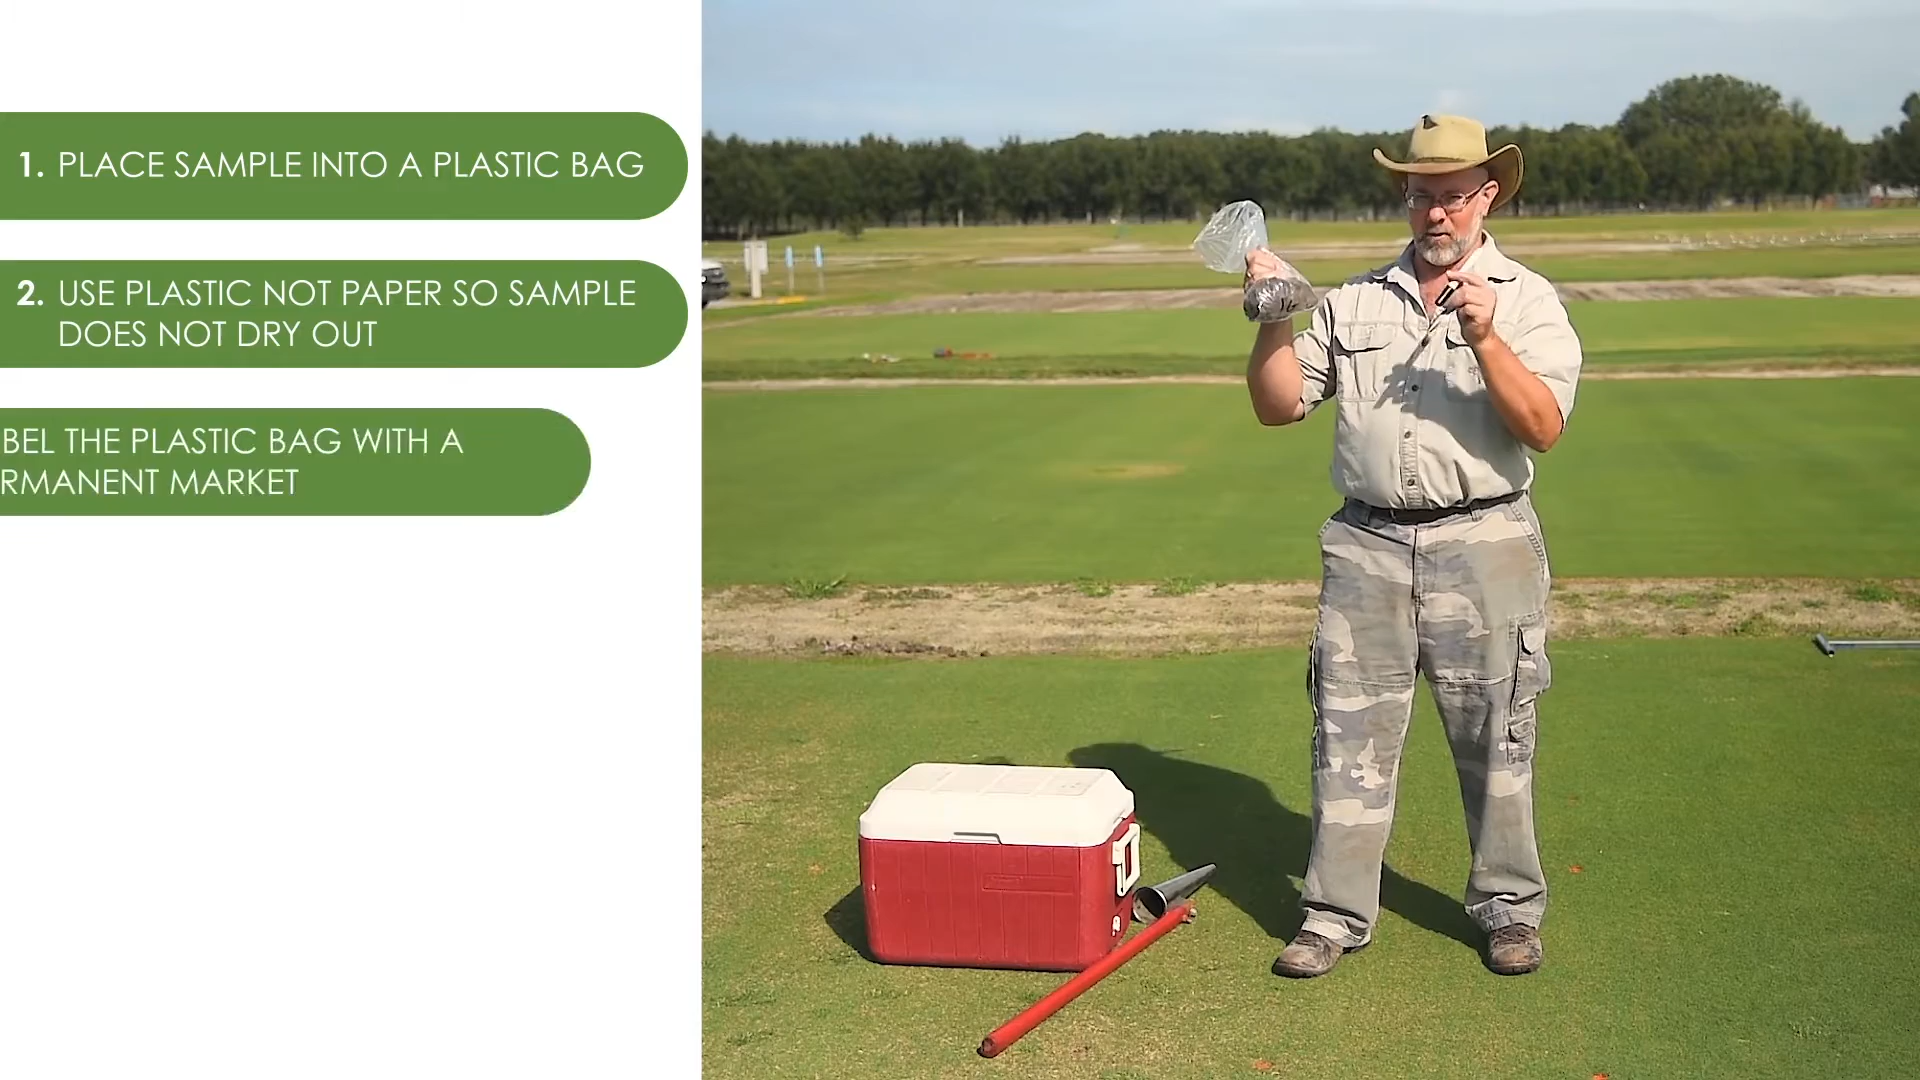 1. PLACE SAMPLE INTO A PLASTIC BAG
2. USE PLASTIC NOT PAPER SO SAMPLE
DOES NOT DRY OUT
BEL THE PLASTIC BAG WITH A
RMANENT MARKET